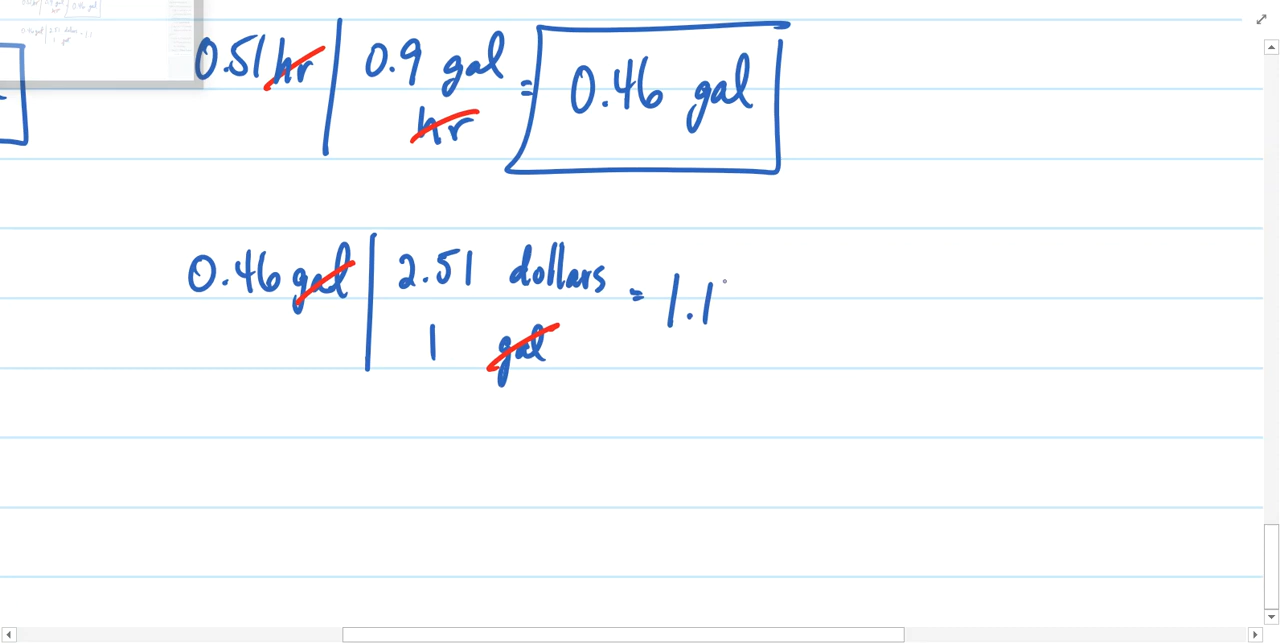 0.51 hr | 0.9 gal = 0.46 gal
hr
0.46 gal | 2.51 dollars = 1.1
1 gal